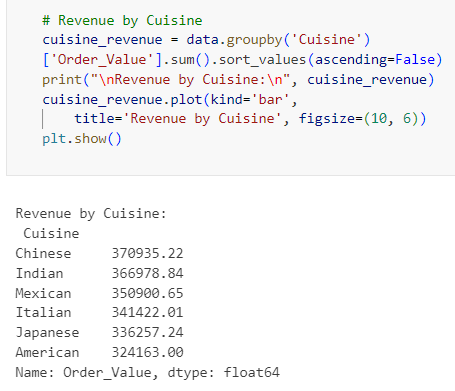 # Revenue by Cuisine
cuisine_revenue = data.groupby('Cuisine')
['Order_Value'].sum().sort_values(ascending=False)
print("\nRevenue by Cuisine:\n", cuisine_revenue)
cuisine_revenue.plot(kind='bar',
    title='Revenue by Cuisine', figsize=(10, 6))
plt.show()
Revenue by Cuisine:
 Cuisine
Chinese     370935.22
Indian      366978.84
Mexican     350900.65
Italian     341422.01
Japanese    336257.24
American    324163.00
Name: Order_Value, dtype: float64